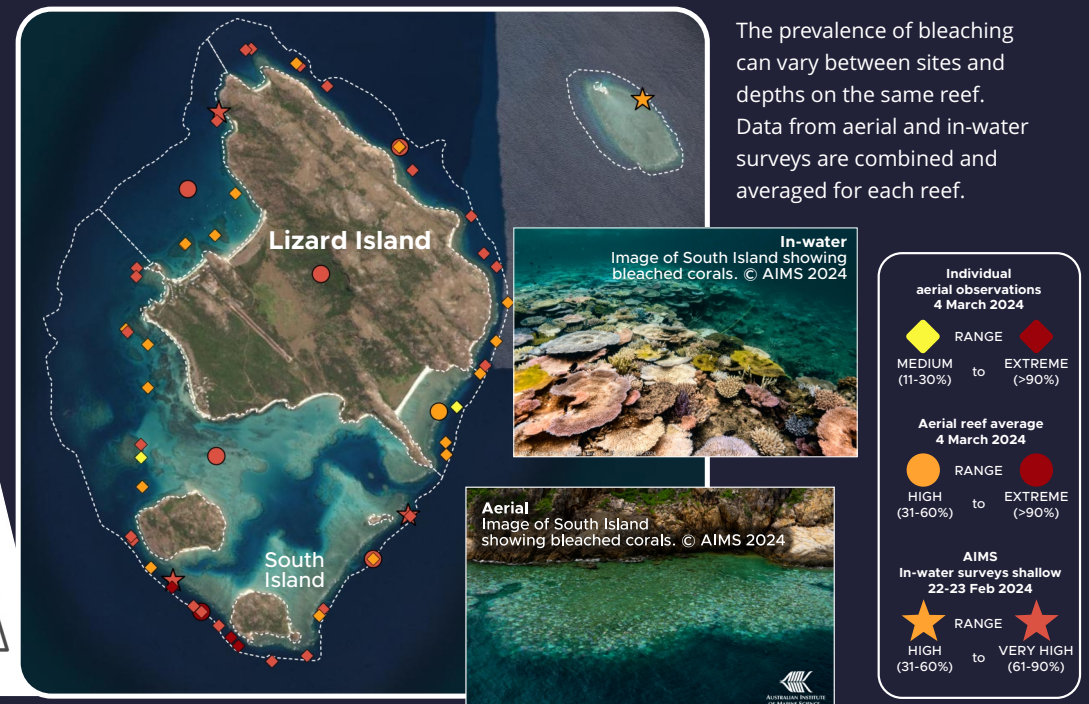 The prevalence of bleaching
can vary between sites and
depths on the same reef.
Data from aerial and in-water
surveys are combined and
averaged for each reef.
Lizard Island
South
Island
In-water
Image of South Island showing
bleached corals. © AIMS 2024
Aerial
Image of South Island
showing bleached corals. © AIMS 2024
AUSTRALIAN INSTITUTE
OF MARINE SCIENCE
Individual
aerial observations
4 March 2024
RANGE
MEDIUM
(11-30%)
to
EXTREME
(>90%)
Aerial reef average
4 March 2024
RANGE
HIGH
(31-60%)
to
EXTREME
(>90%)
AIMS
In-water surveys shallow
22-23 Feb 2024
RANGE
HIGH
(31-60%)
to
VERY HIGH
(61-90%)